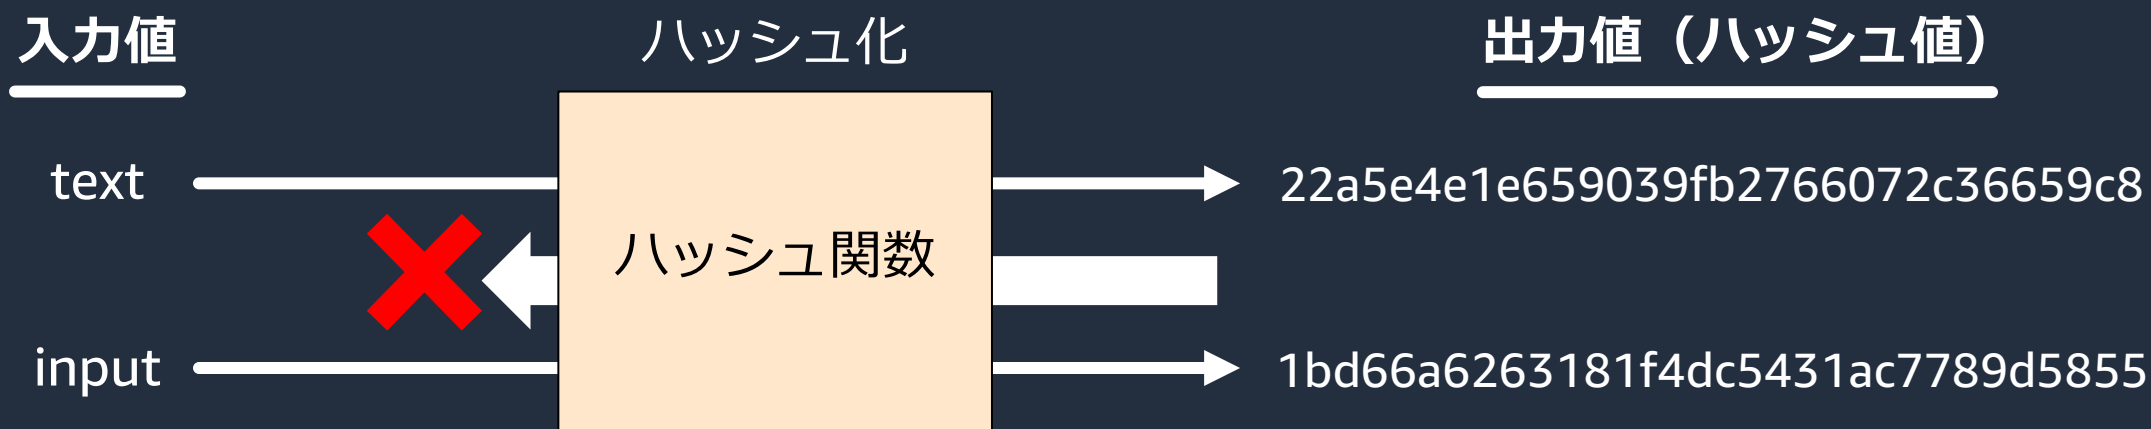 入力値
ハッシュ化
出力値（ハッシュ値）
text
22a5e4e1e659039fb2766072c36659c8
ハッシュ関数
input
1bd66a6263181f4dc5431ac7789d5855